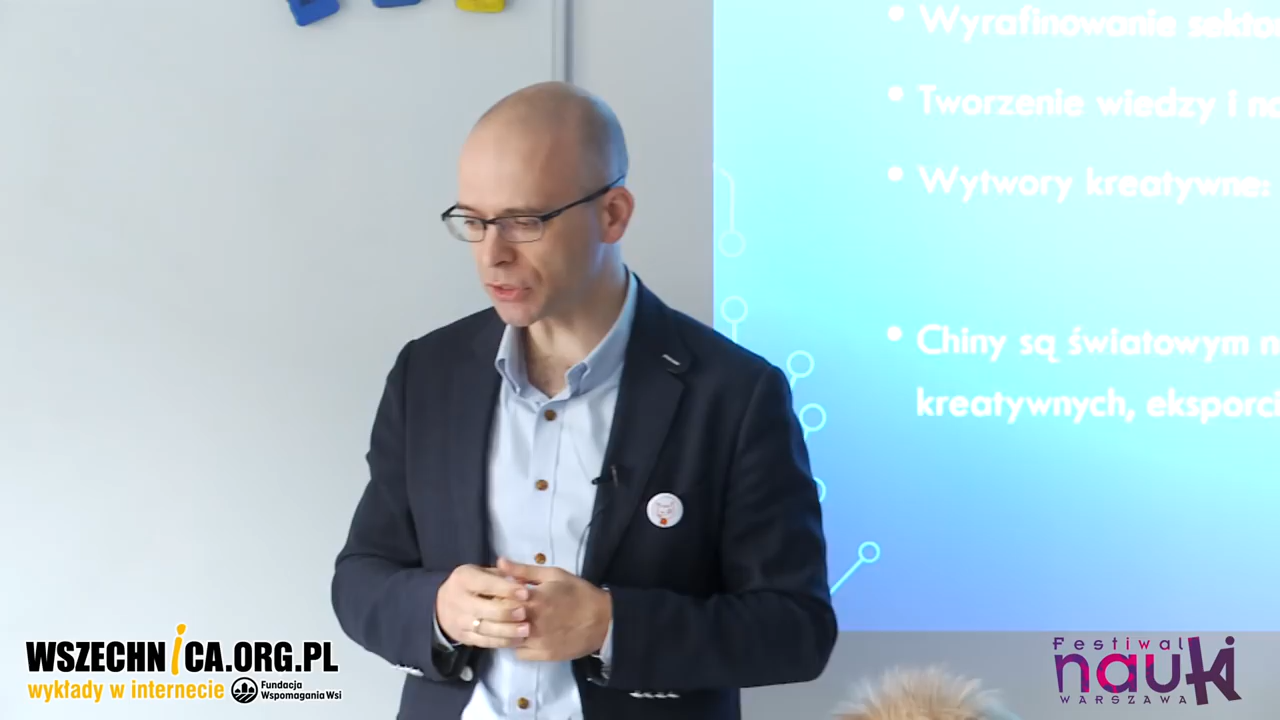 • Wyrafinowanie
• Tworzenie wiedzy i
• Wytwory kreatywne:
• Chiny są światowym
kreatywnych,
WSZECHNiCA.ORG.PL
wykłady w internecie
Fundacja
Wspomagania Wsi
Festiwal
nauki
WARSZAWA